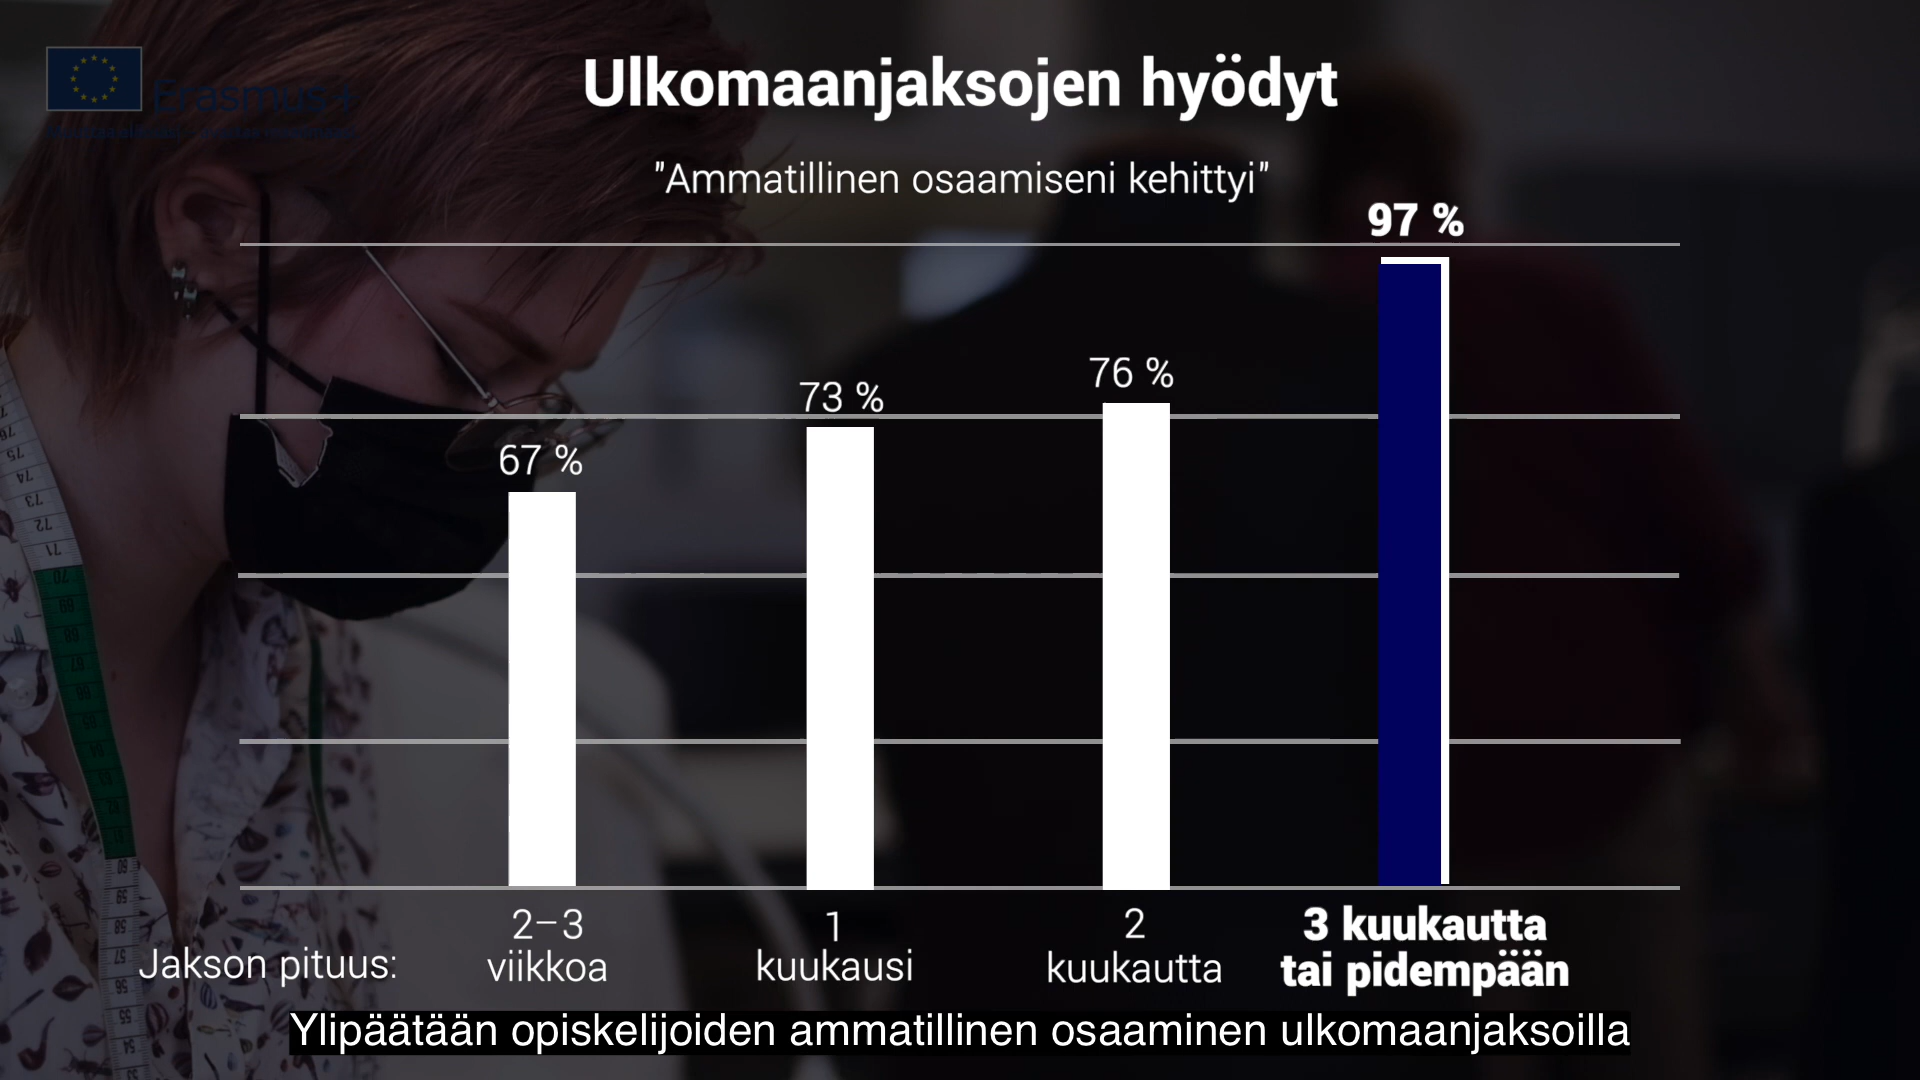 Erasmus+
Ulkomaanjaksojen hyödyt
"Ammatillinen osaamiseni kehittyi"
97 %
76 %
73 %
67 %
Jakson pituus:
2–3
viikkoa
1
kuukausi
2
kuukautta
3 kuukautta
tai pidempään
Ylipäätään opiskelijoiden ammatillinen osaaminen ulkomaanjaksoilla